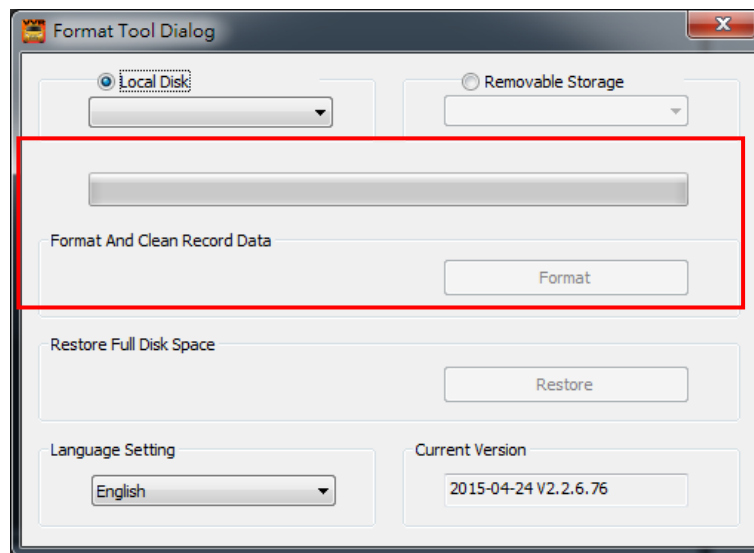 VVR
Format Tool Dialog
Local Disk
Removable Storage
Format And Clean Record Data
Format
Restore Full Disk Space
Restore
Language Setting
Current Version
English
2015-04-24 V2.2.6.76